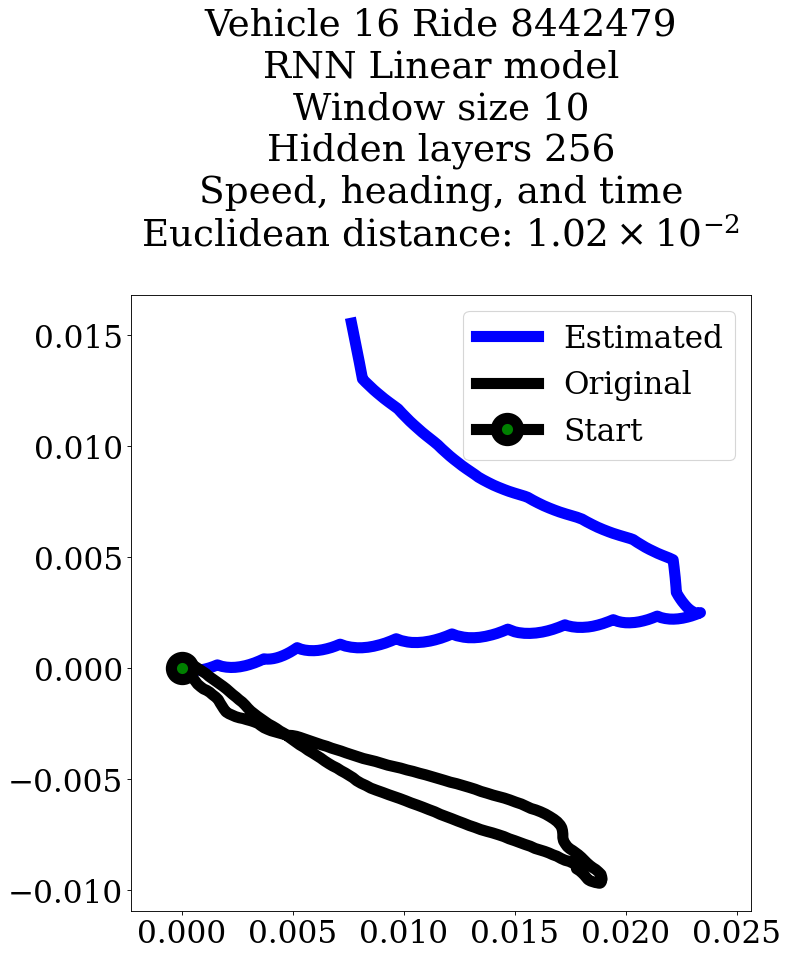 Vehicle 16 Ride 8442479
RNN Linear model
Window size 10
Hidden layers 256
Speed, heading, and time
Euclidean distance: 1.02 × 10⁻²
Estimated
Original
Start
0.015
0.010
0.005
0.000
−0.005
−0.010
0.000 0.005 0.010 0.015 0.020 0.025